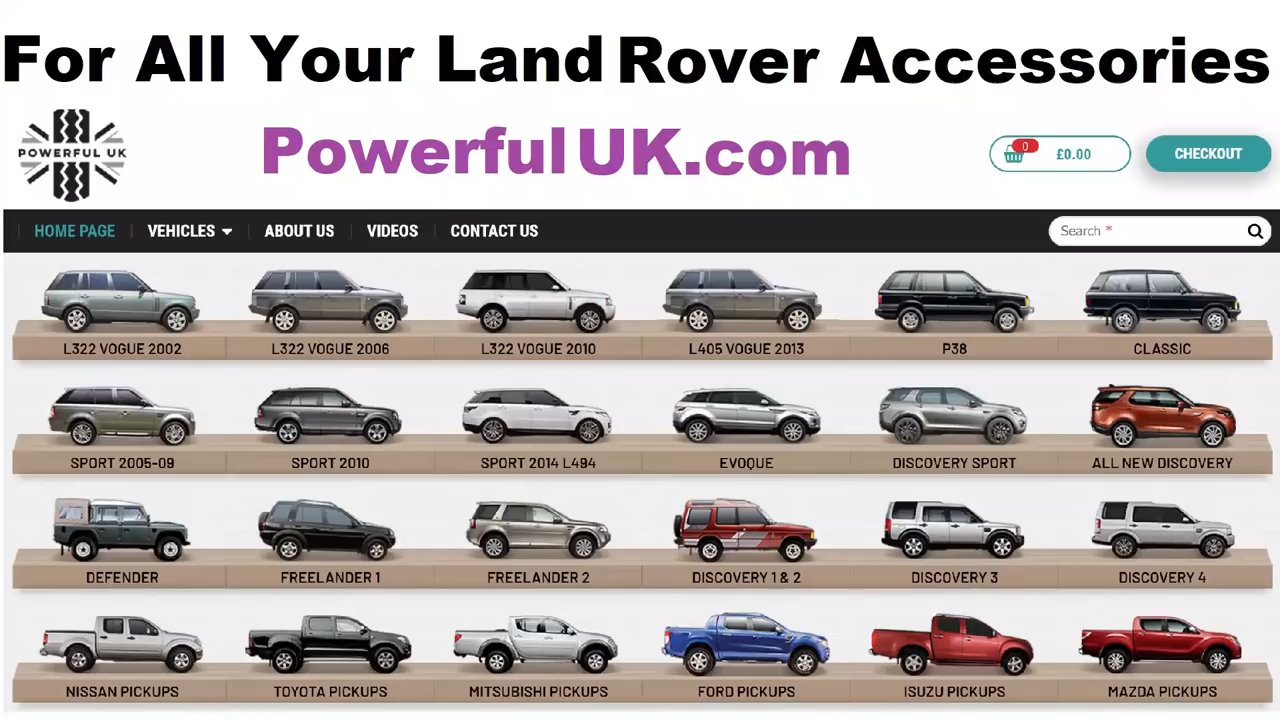 For All Your Land Rover Accessories
POWERFUL UK
PowerfulUK.com
0
£0.00
CHECKOUT
HOME PAGE VEHICLES ABOUT US VIDEOS CONTACT US
Search *
L322 VOGUE 2002 L322 VOGUE 2006 L322 VOGUE 2010 L405 VOGUE 2013 P38 CLASSIC
SPORT 2005-09 SPORT 2010 SPORT 2014 L494 EVOQUE DISCOVERY SPORT ALL NEW DISCOVERY
DEFENDER FREELANDER 1 FREELANDER 2 DISCOVERY 1 & 2 DISCOVERY 3 DISCOVERY 4
NISSAN PICKUPS TOYOTA PICKUPS MITSUBISHI PICKUPS FORD PICKUPS ISUZU PICKUPS MAZDA PICKUPS